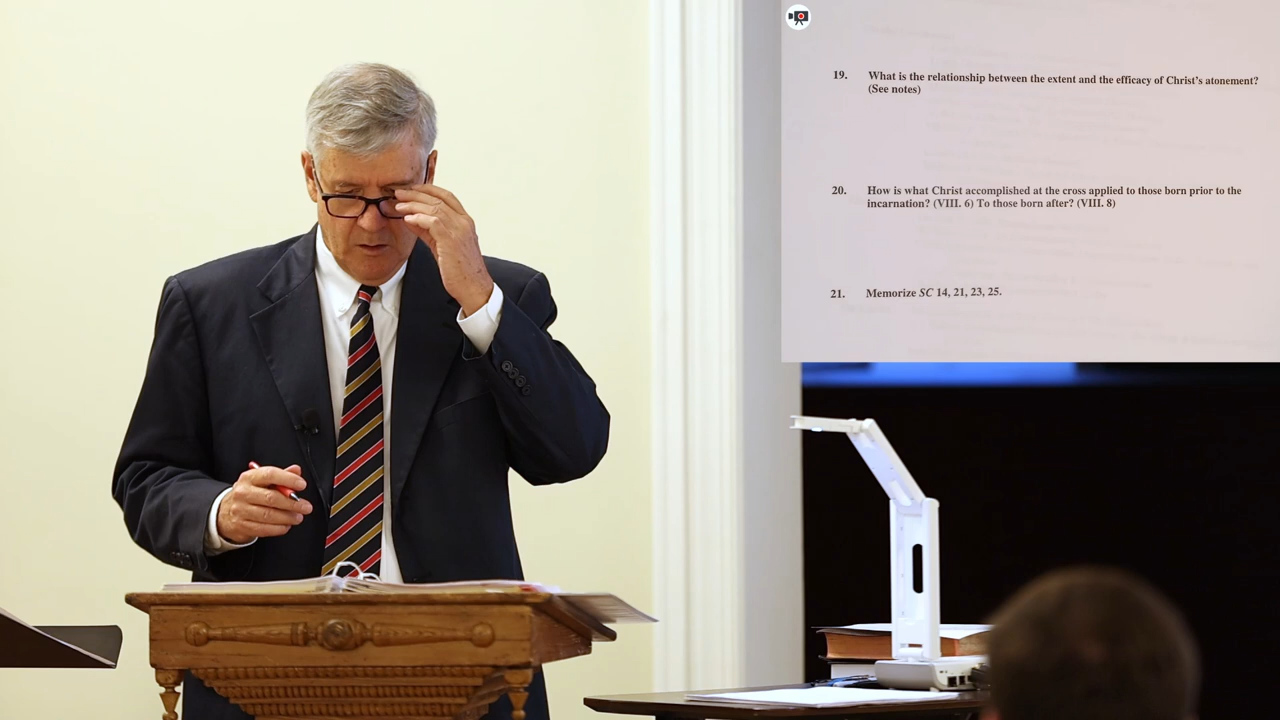 19. What is the relationship between the extent and the efficacy of Christ's atonement?
(See notes)
20. How is what Christ accomplished at the cross applied to those born prior to the
incarnation? (VIII. 6) To those born after? (VIII. 8)
21. Memorize SC 14, 21, 23, 25.